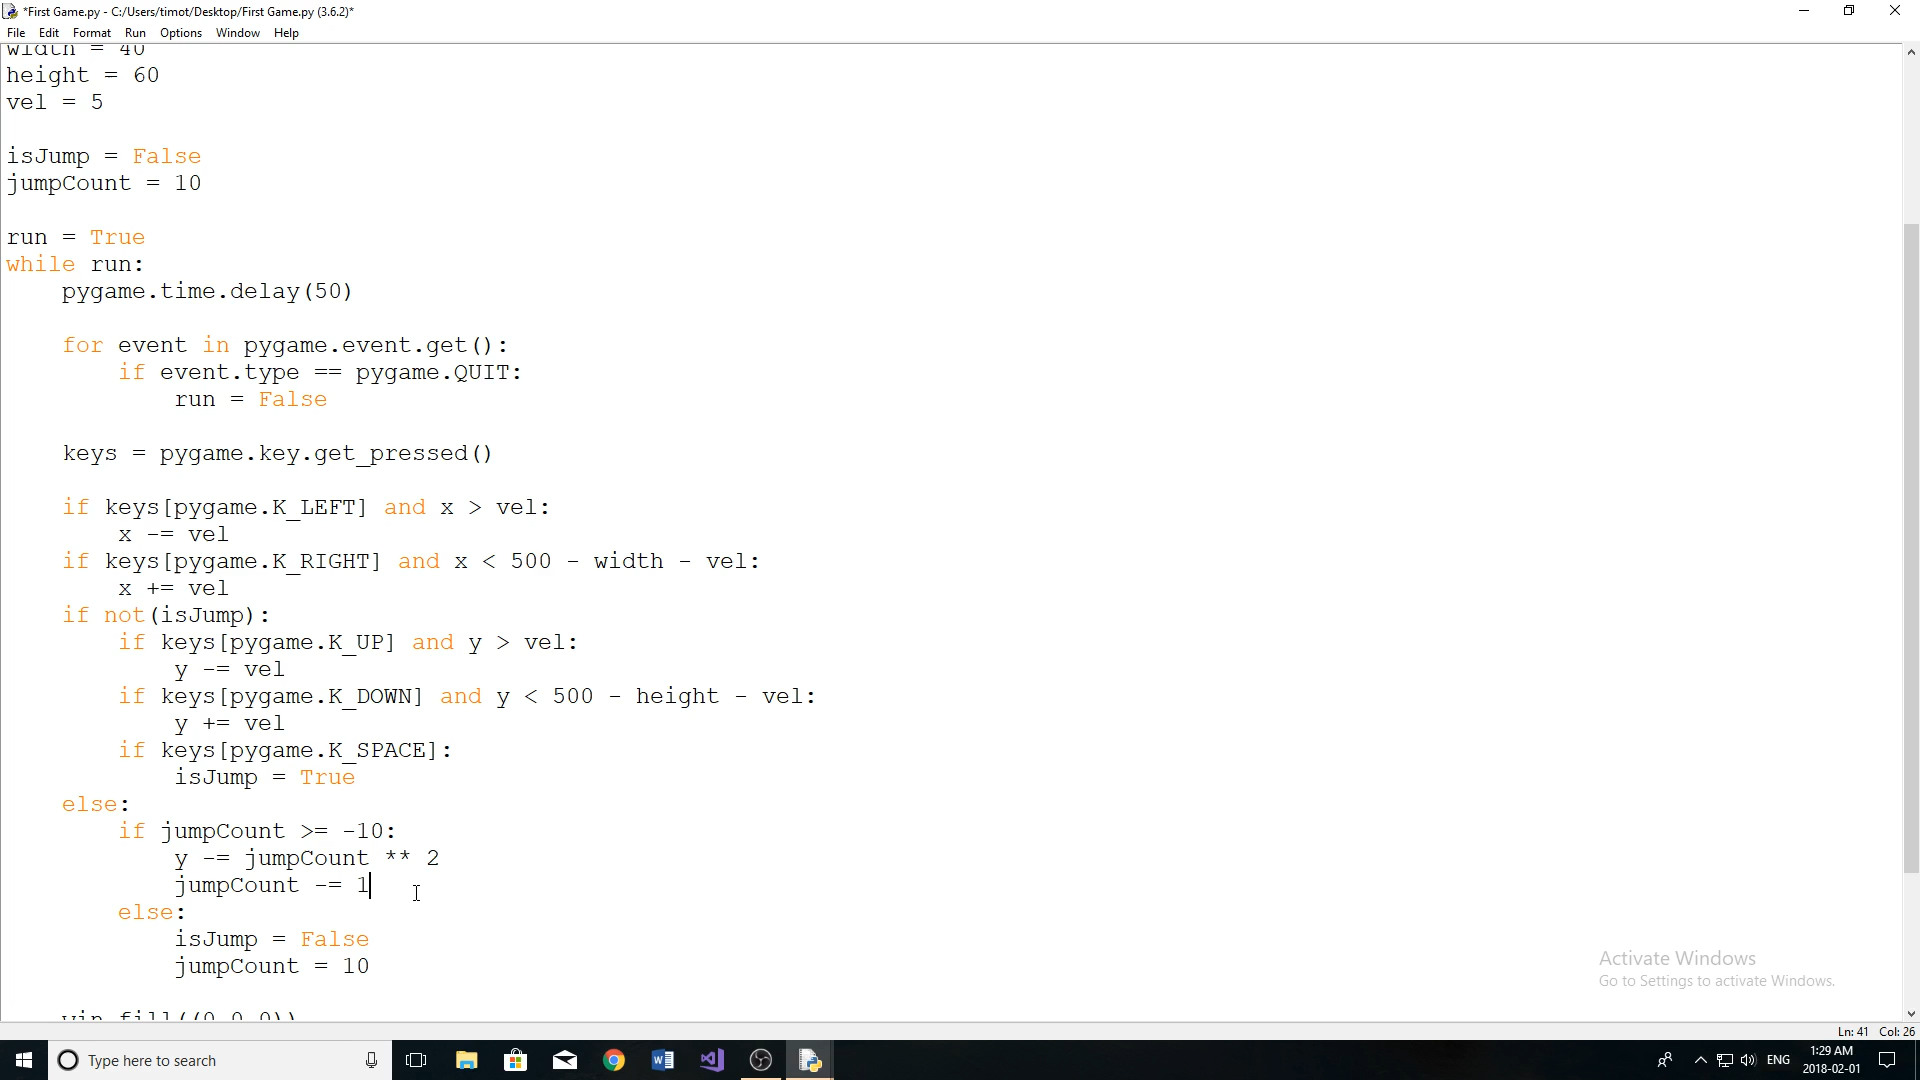 *First Game.py - C:/Users/timot/Desktop/First Game.py (3.6.2)*
File Edit Format Run Options Window Help
width = 40
height = 60
vel = 5
isJump = False
jumpCount = 10
run = True
while run:
pygame.time.delay(50)
for event in pygame.event.get():
if event.type == pygame.QUIT:
run = False
keys = pygame.key.get_pressed()
if keys[pygame.K_LEFT] and x > vel:
x -= vel
if keys[pygame.K_RIGHT] and x < 500 - width - vel:
x += vel
if not(isJump):
if keys[pygame.K_UP] and y > vel:
y -= vel
if keys[pygame.K_DOWN] and y < 500 - height - vel:
y += vel
if keys[pygame.K_SPACE]:
isJump = True
else:
if jumpCount >= -10:
y -= jumpCount ** 2
jumpCount -= 1
else:
isJump = False
jumpCount = 10
win.fill((0,0,0))
Activate Windows
Go to Settings to activate Windows.
Ln: 41 Col: 26
Type here to search
ENG
1:29 AM
2018-02-01